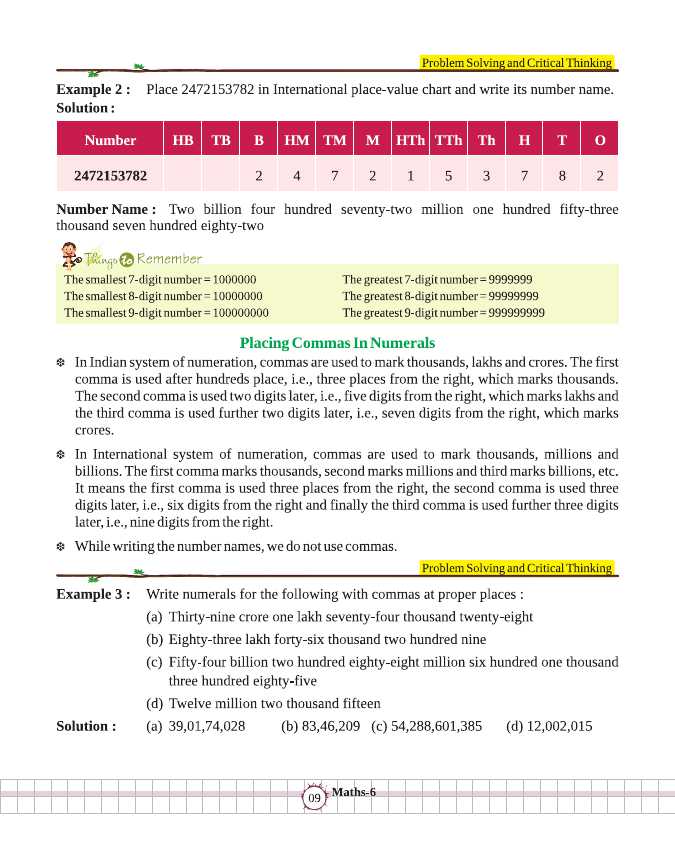 Problem Solving and Critical Thinking
Example 2 : Place 2472153782 in International place-value chart and write its number name.
Solution :
Number HB TB B HM TM M HTh TTh Th H T O
2472153782 2 4 7 2 1 5 3 7 8 2
Number Name : Two billion four hundred seventy-two million one hundred fifty-three
thousand seven hundred eighty-two
Things to Remember
The smallest 7-digit number = 1000000 The greatest 7-digit number = 9999999
The smallest 8-digit number = 10000000 The greatest 8-digit number = 99999999
The smallest 9-digit number = 100000000 The greatest 9-digit number = 999999999
Placing Commas In Numerals
❉ In Indian system of numeration, commas are used to mark thousands, lakhs and crores. The first
comma is used after hundreds place, i.e., three places from the right, which marks thousands.
The second comma is used two digits later, i.e., five digits from the right, which marks lakhs and
the third comma is used further two digits later, i.e., seven digits from the right, which marks
crores.
❉ In International system of numeration, commas are used to mark thousands, millions and
billions. The first comma marks thousands, second marks millions and third marks billions, etc.
It means the first comma is used three places from the right, the second comma is used three
digits later, i.e., six digits from the right and finally the third comma is used further three digits
later, i.e., nine digits from the right.
❉ While writing the number names, we do not use commas.
Problem Solving and Critical Thinking
Example 3 : Write numerals for the following with commas at proper places :
(a) Thirty-nine crore one lakh seventy-four thousand twenty-eight
(b) Eighty-three lakh forty-six thousand two hundred nine
(c) Fifty-four billion two hundred eighty-eight million six hundred one thousand
three hundred eighty-five
(d) Twelve million two thousand fifteen
Solution : (a) 39,01,74,028 (b) 83,46,209 (c) 54,288,601,385 (d) 12,002,015
09 Maths-6